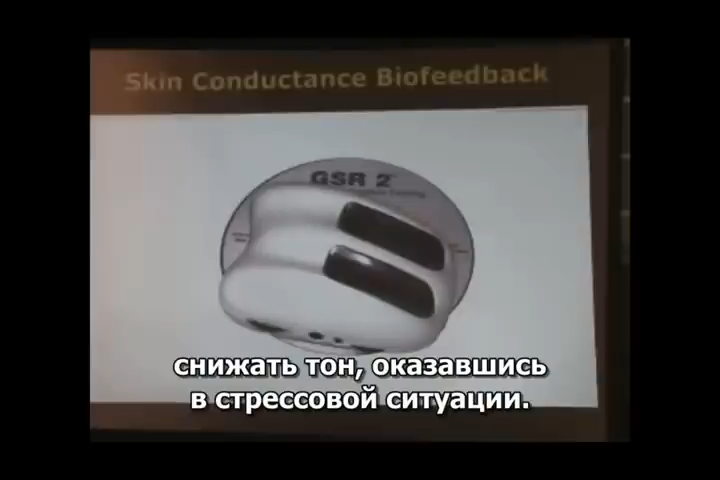 Skin Conductance Biofeedback
GSR 2
снижать тон, оказавшись
в стрессовой ситуации.